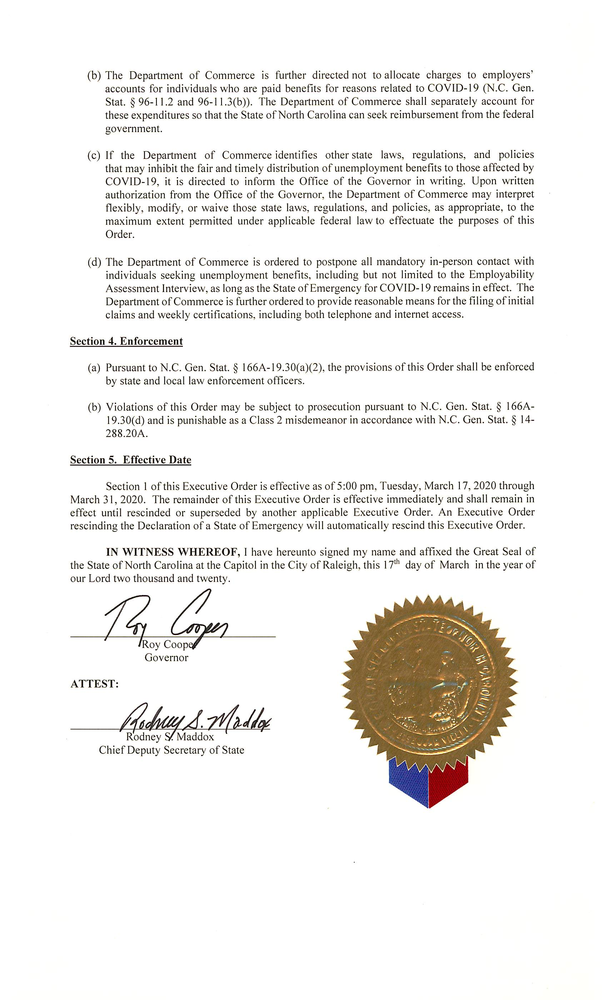 (b) The Department of Commerce is further directed not to allocate charges to employers’
accounts for individuals who are paid benefits for reasons related to COVID-19 (N.C. Gen.
Stat. § 96-11.2 and 96-11.3(b)). The Department of Commerce shall separately account for
these expenditures so that the State of North Carolina can seek reimbursement from the federal
government.
(c) If the Department of Commerce identifies other state laws, regulations, and policies
that may inhibit the fair and timely distribution of unemployment benefits to those affected by
COVID-19, it is directed to inform the Office of the Governor in writing. Upon written
authorization from the Office of the Governor, the Department of Commerce may interpret
flexibly, modify, or waive those state laws, regulations, and policies, as appropriate, to the
maximum extent permitted under applicable federal law to effectuate the purposes of this
Order.
(d) The Department of Commerce is ordered to postpone all mandatory in-person contact with
individuals seeking unemployment benefits, including but not limited to the Employability
Assessment Interview, as long as the State of Emergency for COVID-19 remains in effect. The
Department of Commerce is further ordered to provide reasonable means for the filing of initial
claims and weekly certifications, including both telephone and internet access.
Section 4. Enforcement
(a) Pursuant to N.C. Gen. Stat. § 166A-19.30(a)(2), the provisions of this Order shall be enforced
by state and local law enforcement officers.
(b) Violations of this Order may be subject to prosecution pursuant to N.C. Gen. Stat. § 166A-
19.30(d) and is punishable as a Class 2 misdemeanor in accordance with N.C. Gen. Stat. § 14-
288.20A.
Section 5. Effective Date
Section 1 of this Executive Order is effective as of 5:00 pm, Tuesday, March 17, 2020 through
March 31, 2020. The remainder of this Executive Order is effective immediately and shall remain in
effect until rescinded or superseded by another applicable Executive Order. An Executive Order
rescinding the Declaration of a State of Emergency will automatically rescind this Executive Order.
IN WITNESS WHEREOF, I have hereunto signed my name and affixed the Great Seal of
the State of North Carolina at the Capitol in the City of Raleigh, this 17th day of March in the year of
our Lord two thousand and twenty.
Roy Cooper
Roy Cooper
Governor
ATTEST:
Rodney S. Maddox
Rodney S. Maddox
Chief Deputy Secretary of State
STATE OF NORTH CAROLINA